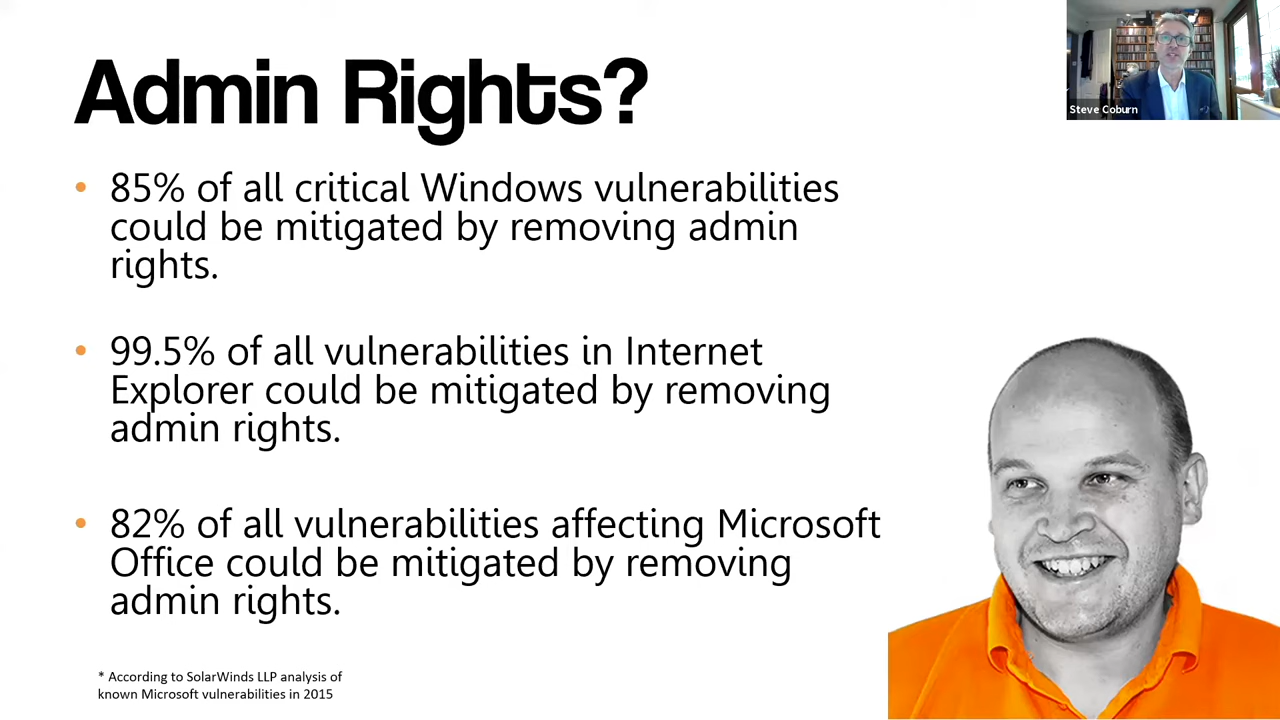 Admin Rights?
Steve Coburn
• 85% of all critical Windows vulnerabilities
could be mitigated by removing admin
rights.
• 99.5% of all vulnerabilities in Internet
Explorer could be mitigated by removing
admin rights.
• 82% of all vulnerabilities affecting Microsoft
Office could be mitigated by removing
admin rights.
* According to SolarWinds LLP analysis of
known Microsoft vulnerabilities in 2015